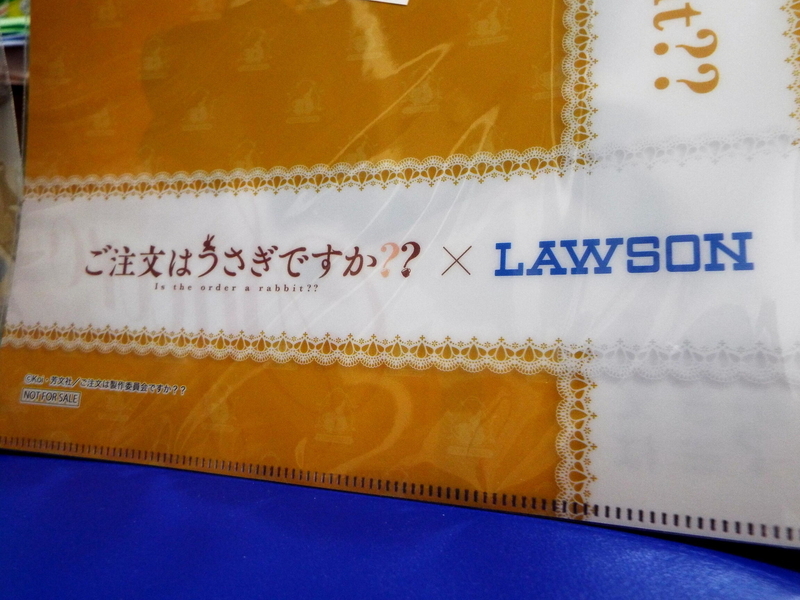 it??
ご注文はうさぎですか?? × LAWSON
Is the order a rabbit??
©Koi・芳文社／ご注文は製作委員会ですか？？
NOT FOR SALE